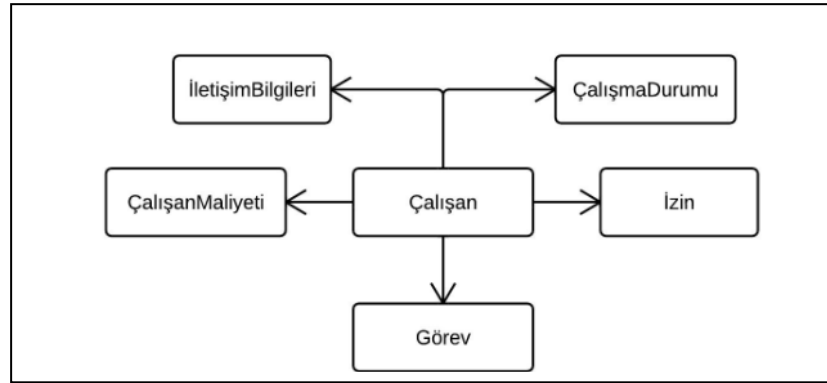 İletişimBilgileri
ÇalışmaDurumu
ÇalışanMaliyeti
Çalışan
İzin
Görev